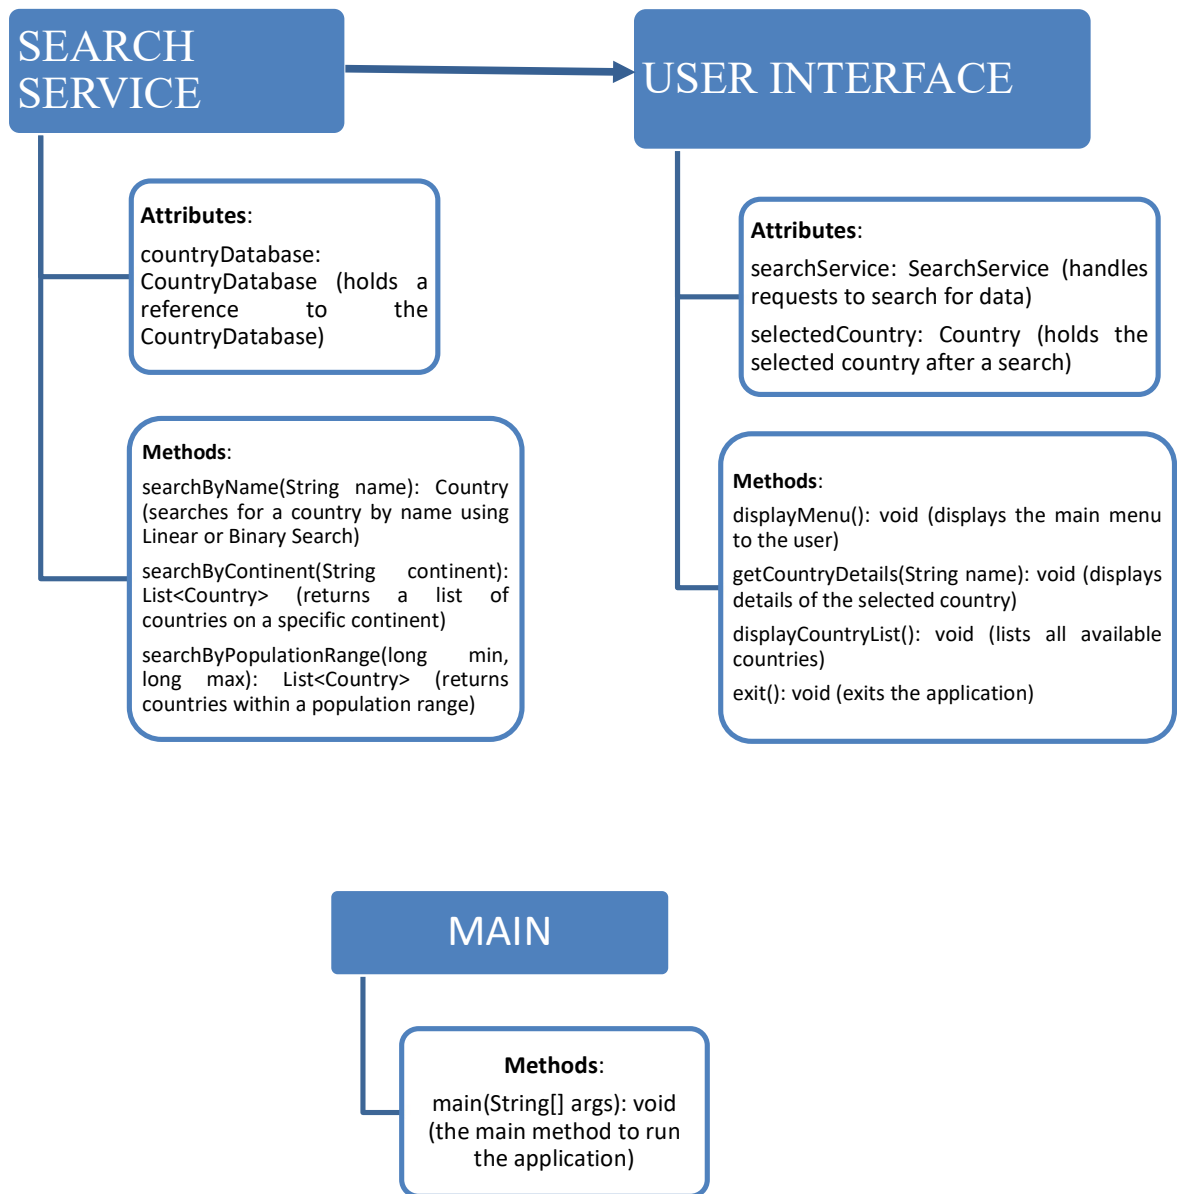 SEARCH
SERVICE
USER INTERFACE
Attributes:
countryDatabase:
CountryDatabase (holds a
reference to the
CountryDatabase)
Attributes:
searchService: SearchService (handles
requests to search for data)
selectedCountry: Country (holds the
selected country after a search)
Methods:
searchByName(String name): Country
(searches for a country by name using
Linear or Binary Search)
searchByContinent(String continent):
List<Country> (returns a list of
countries on a specific continent)
searchByPopulationRange(long min,
long max): List<Country> (returns
countries within a population range)
Methods:
displayMenu(): void (displays the main menu
to the user)
getCountryDetails(String name): void (displays
details of the selected country)
displayCountryList(): void (lists all available
countries)
exit(): void (exits the application)
MAIN
Methods:
main(String[] args): void
(the main method to run
the application)